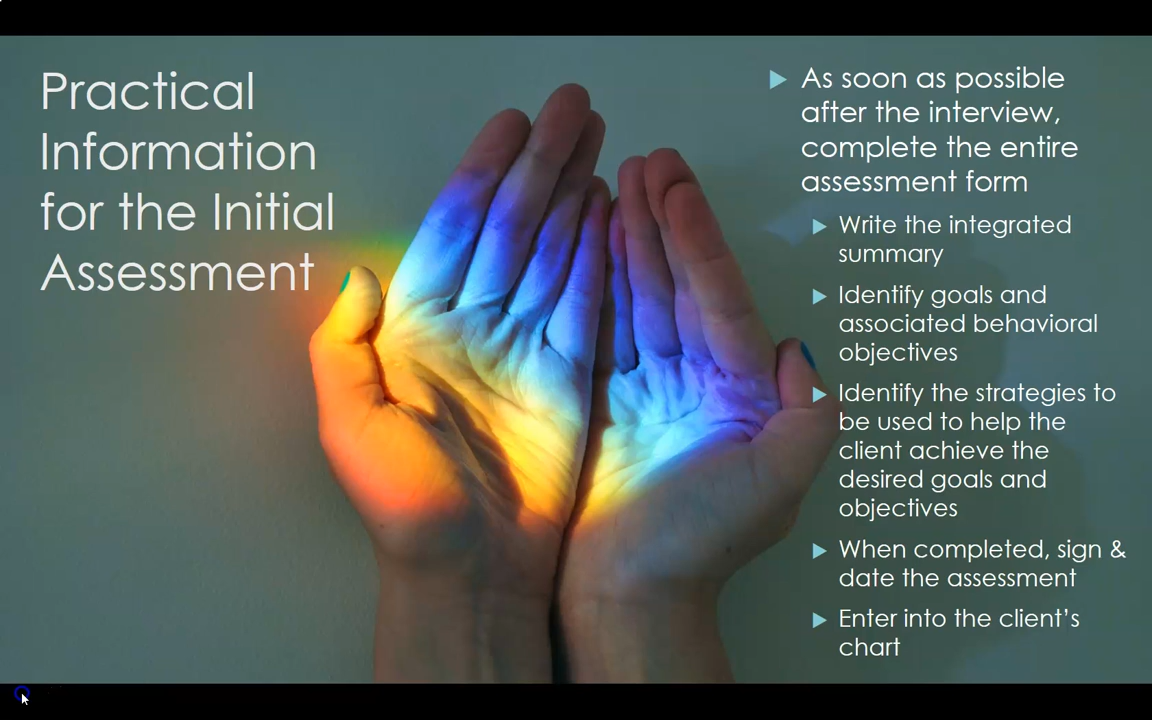 Practical
Information
for the Initial
Assessment
As soon as possible
after the interview,
complete the entire
assessment form
Write the integrated
summary
Identify goals and
associated behavioral
objectives
Identify the strategies to
be used to help the
client achieve the
desired goals and
objectives
When completed, sign &
date the assessment
Enter into the client’s
chart